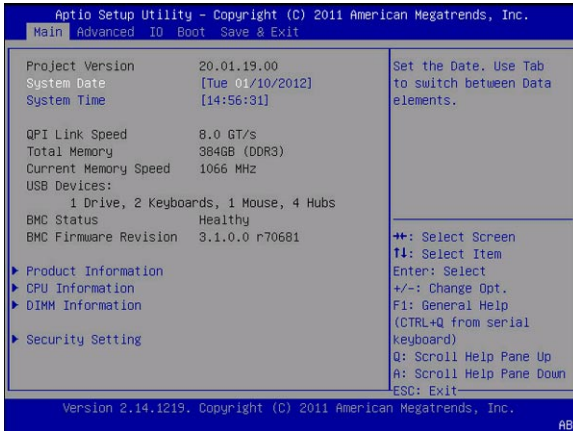 Aptio Setup Utility – Copyright (C) 2011 American Megatrends, Inc.
Main Advanced IO Boot Save & Exit
Project Version 20.01.19.00
System Date [Tue 01/10/2012]
System Time [14:56:31]
QPI Link Speed 8.0 GT/s
Total Memory 384GB (DDR3)
Current Memory Speed 1066 MHz
USB Devices:
1 Drive, 2 Keyboards, 1 Mouse, 4 Hubs
BMC Status Healthy
BMC Firmware Revision 3.1.0.0 r70681
Product Information
CPU Information
DIMM Information
Security Setting
Set the Date. Use Tab
to switch between Data
elements.
→←: Select Screen
↑↓: Select Item
Enter: Select
+/-: Change Opt.
F1: General Help
(CTRL+Q from serial
keyboard)
Q: Scroll Help Pane Up
A: Scroll Help Pane Down
ESC: Exit
Version 2.14.1219. Copyright (C) 2011 American Megatrends, Inc.
AB